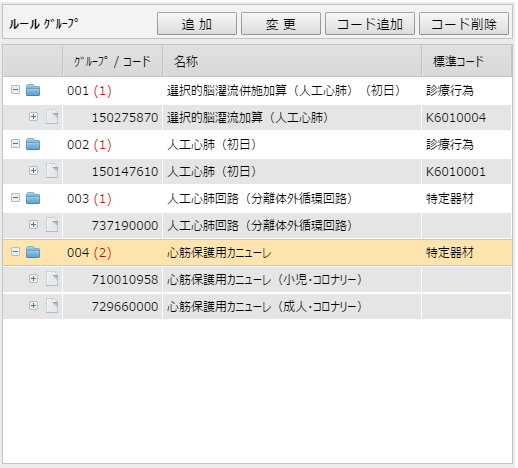 ルール ｸﾞﾙｰﾌﾟ 追 加 変 更 コード追加 コード削除
ｸﾞﾙｰﾌﾟ / コード 名称 標準コード
001 (1) 選択的脳灌流併施加算（人工心肺）（初日） 診療行為
150275870 選択的脳灌流加算（人工心肺） K6010004
002 (1) 人工心肺（初日） 診療行為
150147610 人工心肺（初日） K6010001
003 (1) 人工心肺回路（分離体外循環回路） 特定器材
737190000 人工心肺回路（分離体外循環回路）
004 (2) 心筋保護用ｶﾆｭｰﾚ 特定器材
710010958 心筋保護用ｶﾆｭｰﾚ（小児･ｺﾛﾅﾘｰ）
729660000 心筋保護用ｶﾆｭｰﾚ（成人･ｺﾛﾅﾘｰ）